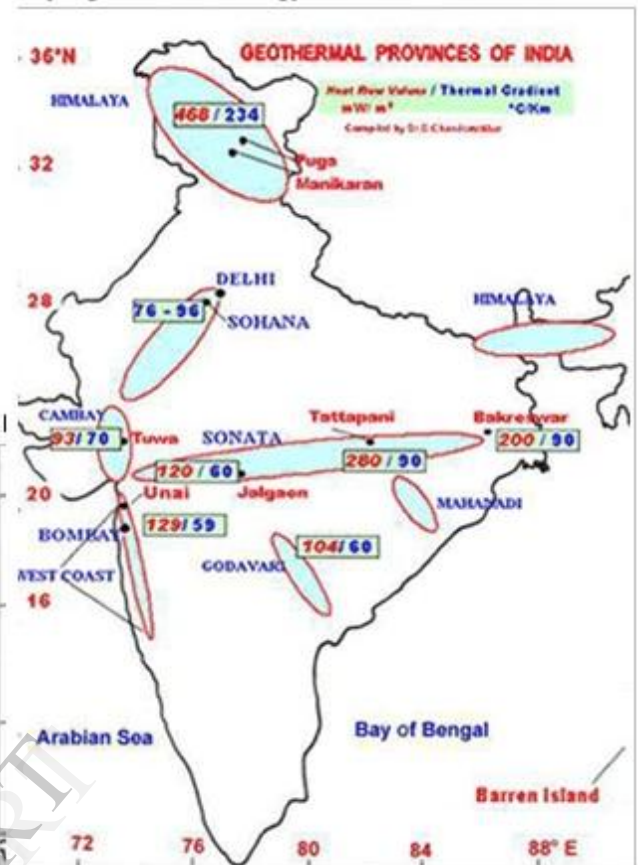 36°N
GEOTHERMAL PROVINCES OF INDIA
Heat Flow Values / Thermal Gradient
mW/ m² °C/Km
HIMALAYA
468 / 234
Compiled by Dr
32
Puga
Manikaran
DELHI
28
HIMALAYA
76 - 96
SOHANA
CAMBAY
Tattapani
Bakreswar
93/ 70
Tuwa
SONATA
200 / 90
120 / 60
280 / 90
20
Unai
Jalgaon
MAHANADI
BOMBAY
129/ 59
104/ 60
WEST COAST
GODAVARI
16
Arabian Sea
Bay of Bengal
Barren Island
72
76
80
84
88° E